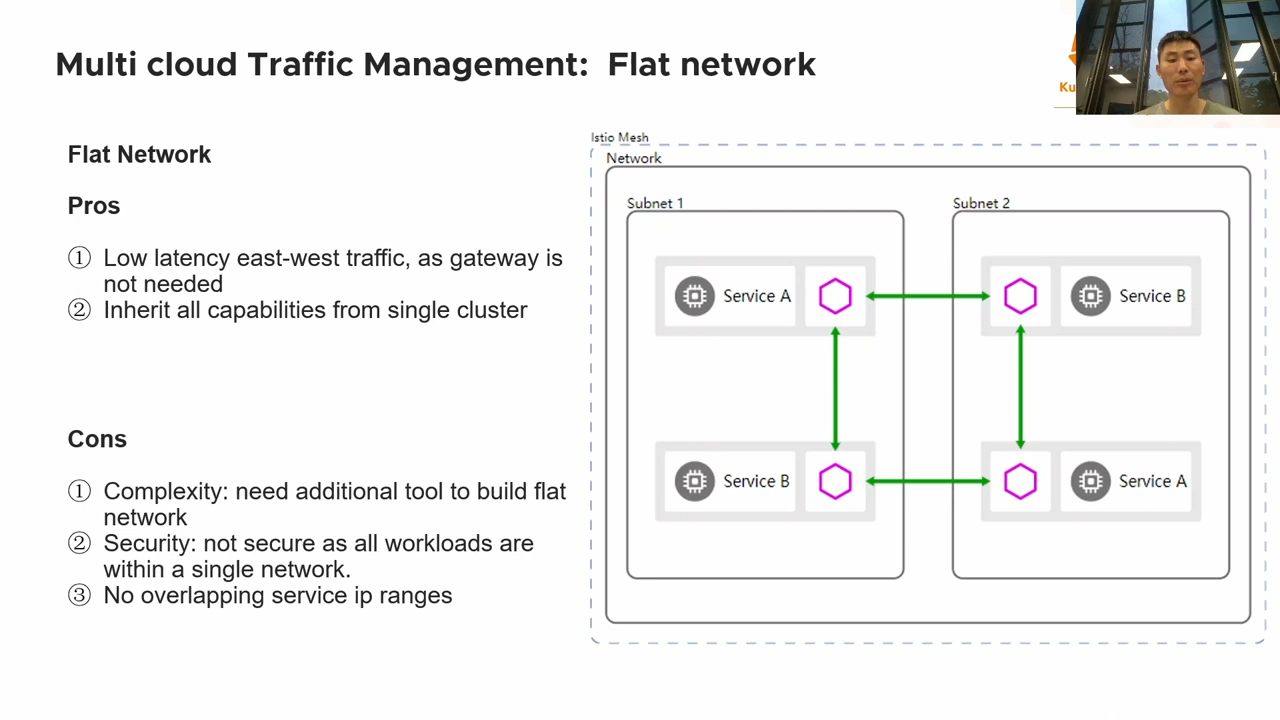 Multi cloud Traffic Management: Flat network
Ku
Flat Network
Pros
① Low latency east-west traffic, as gateway is
not needed
② Inherit all capabilities from single cluster
Cons
① Complexity: need additional tool to build flat
network
② Security: not secure as all workloads are
within a single network.
③ No overlapping service ip ranges
Istio Mesh
Network
Subnet 1
Subnet 2
Service A
Service B
Service B
Service A